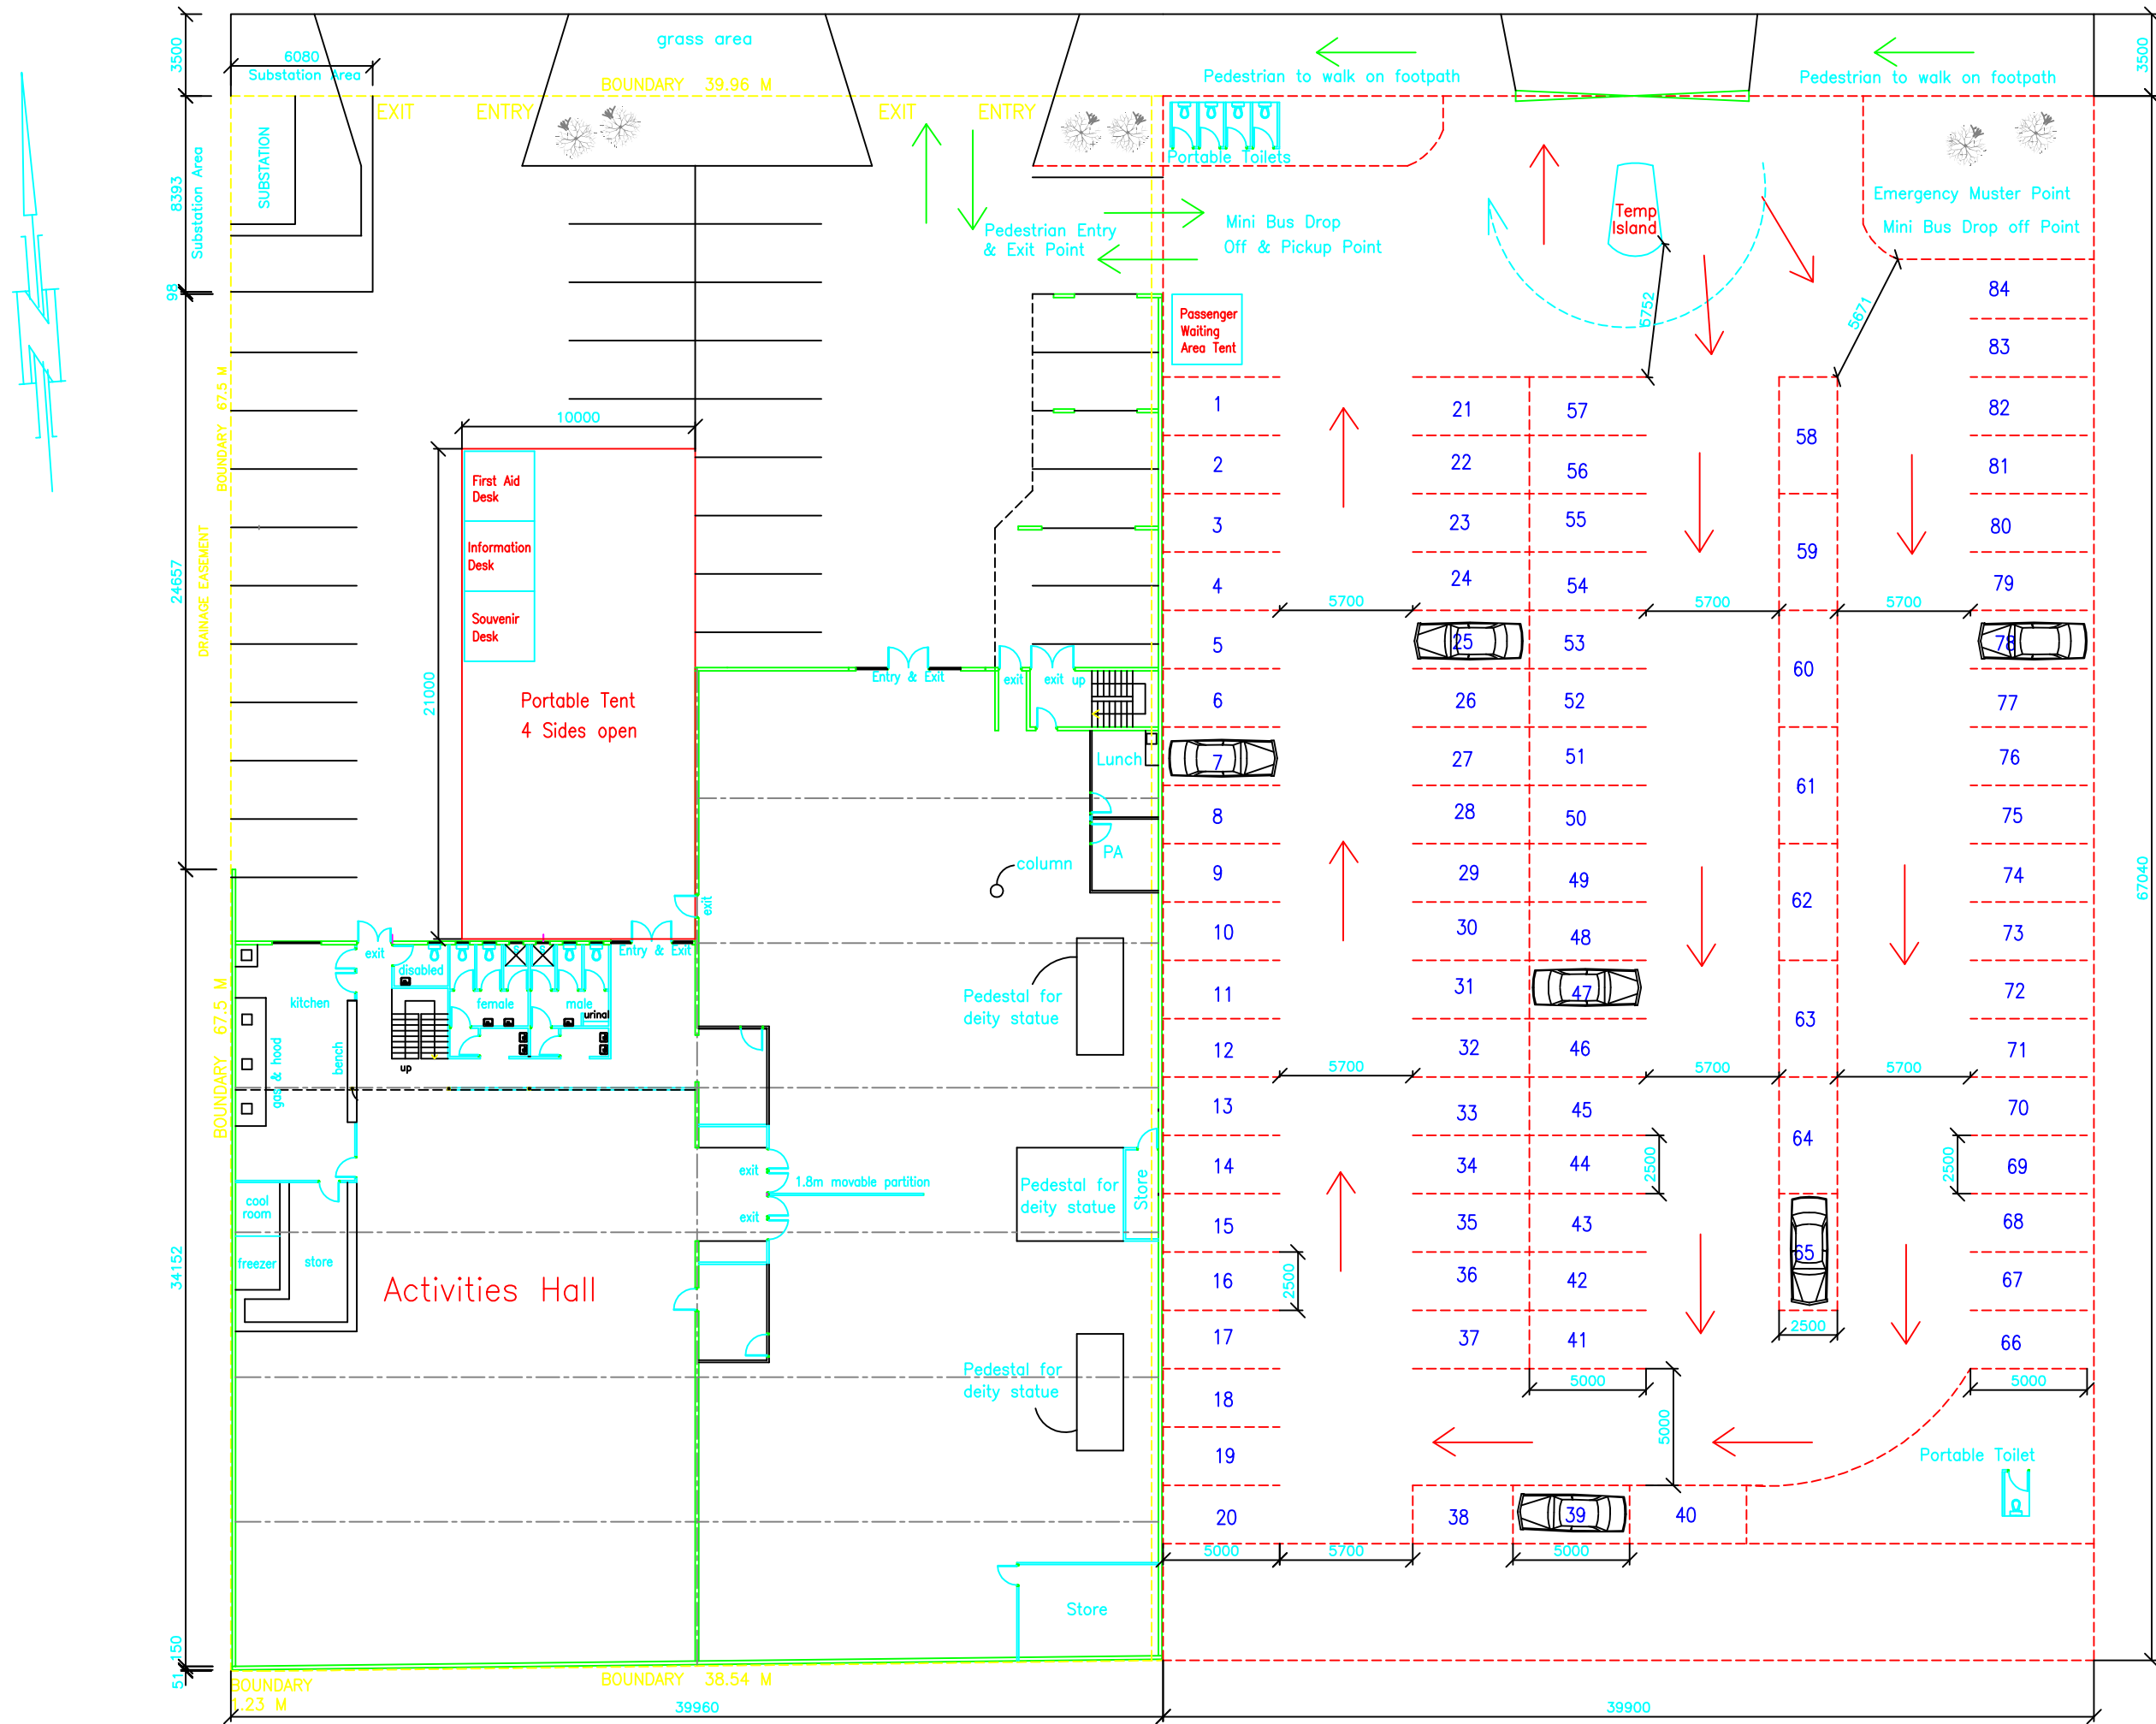 3500
6080
Substation Area
grass area
BOUNDARY 39.96 M
Pedestrian to walk on footpath
Pedestrian to walk on footpath
3500
EXIT
ENTRY
EXIT
ENTRY
SUBSTATION
Substation Area
8393
98
Portable Toilets
Pedestrian Entry
& Exit Point
Mini Bus Drop
Off & Pickup Point
Temp
Island
Emergency Muster Point
Mini Bus Drop off Point
5752
5671
Passenger
Waiting
Area Tent
BOUNDARY 67.5 M
DRAINAGE EASEMENT
24657
10000
21000
First Aid
Desk
Information
Desk
Souvenir
Desk
Portable Tent
4 Sides open
Entry & Exit
exit
exit up
Lunch
PA
column
exit
Entry & Exit
exit
disabled
female
male
urinal
up
kitchen
bench
gas & hood
BOUNDARY 67.5 M
Pedestal for
deity statue
exit
1.8m movable partition
exit
Pedestal for
deity statue
Store
cool
room
freezer
store
Activities Hall
34152
Pedestal for
deity statue
Store
150
51
BOUNDARY
1.23 M
BOUNDARY 38.54 M
39960
39900
67040
1
2
3
4
5
6
7
8
9
10
11
12
13
14
15
16
17
18
19
20
21
22
23
24
25
26
27
28
29
30
31
32
33
34
35
36
37
38
39
40
41
42
43
44
45
46
47
48
49
50
51
52
53
54
55
56
57
58
59
60
61
62
63
64
65
66
67
68
69
70
71
72
73
74
75
76
77
78
79
80
81
82
83
84
5700
5700
5700
5700
5700
5700
2500
2500
2500
2500
5000
5000
5000
Portable Toilet
5000
5700
5000